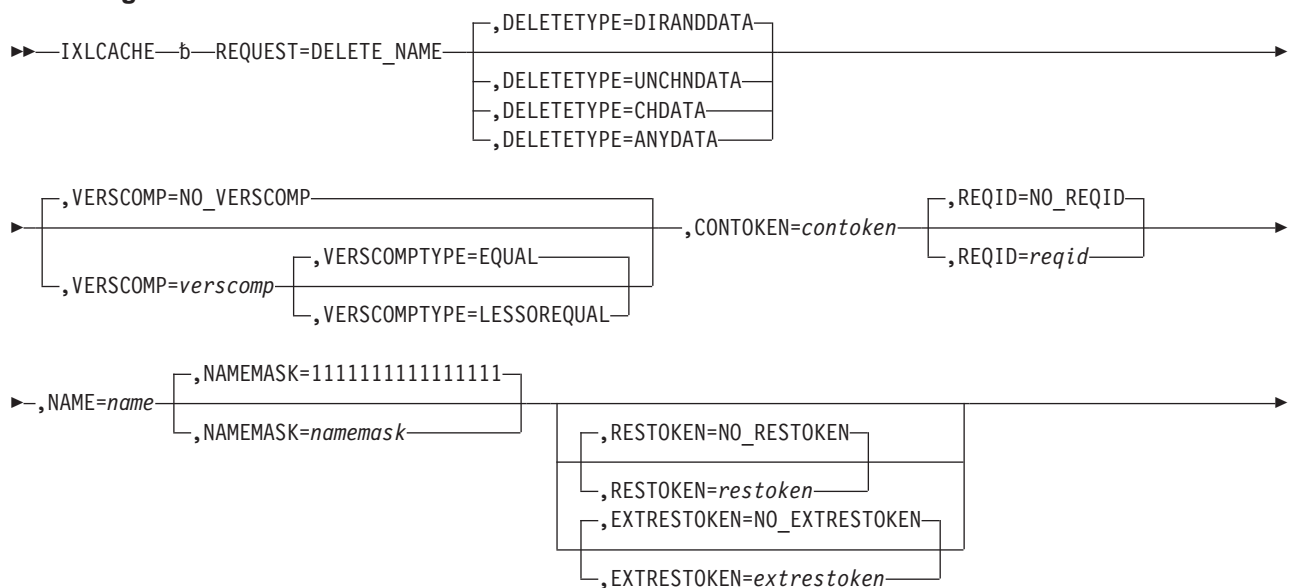 ,DELETETYPE=DIRANDDATA
IXLCACHE ƀ REQUEST=DELETE_NAME
,DELETETYPE=UNCHNDATA
,DELETETYPE=CHDATA
,DELETETYPE=ANYDATA
,VERSCOMP=NO_VERSCOMP ,REQID=NO_REQID
,CONTOKEN=contoken
,VERSCOMPTYPE=EQUAL ,REQID=reqid
,VERSCOMP=verscomp
,VERSCOMPTYPE=LESSOREQUAL
,NAMEMASK=1111111111111111
,NAME=name
,NAMEMASK=namemask ,RESTOKEN=NO_RESTOKEN
,RESTOKEN=restoken
,EXTRESTOKEN=NO_EXTRESTOKEN
,EXTRESTOKEN=extrestoken